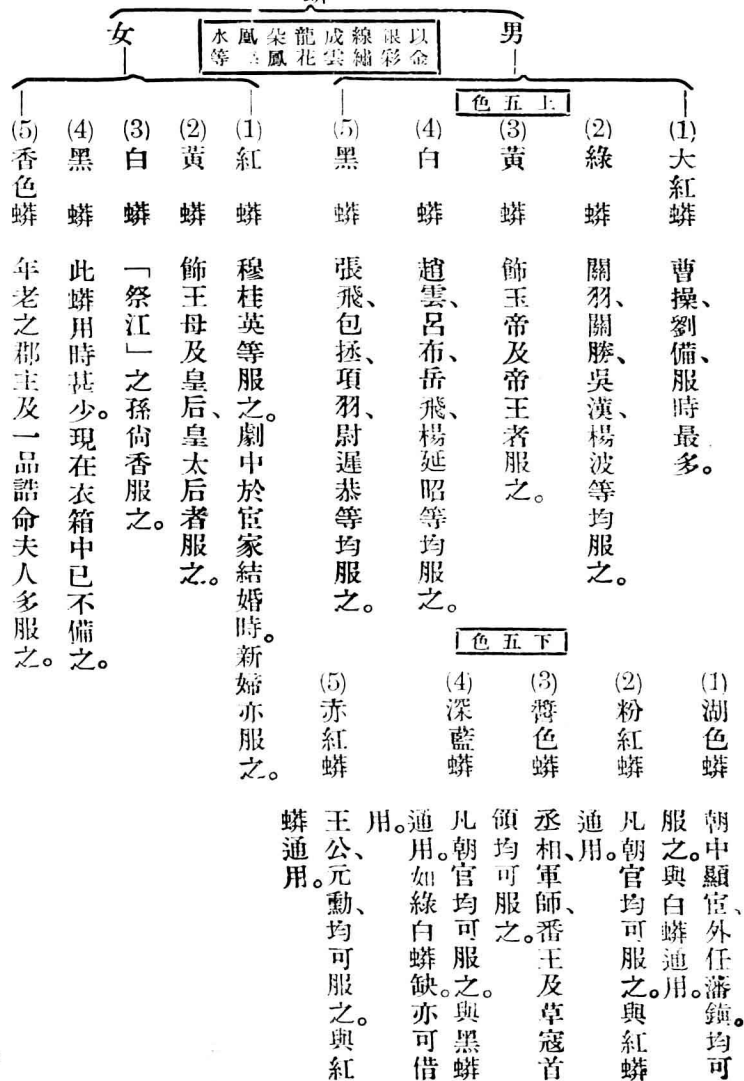 蟒
男
以金
銀彩
線繡
成雲
龍花
朵鳳
凰
水等
女
上五色
(1)大紅蟒 曹操、劉備、服時最多。
(2)綠蟒 關羽、關勝、吳漢、楊波等均服之。
(3)黃蟒 飾玉帝及帝王者服之。
(4)白蟒 趙雲、呂布、岳飛、楊延昭等均服之。
(5)黑蟒 張飛、包拯、項羽、尉遲恭等均服之。
下五色
(1)湖色蟒 朝中顯宦、外任藩鎮。均可
服之。與白蟒通用。
(2)粉紅蟒 凡朝官均可服之。與紅蟒
通用。
(3)醬色蟒 丞相、軍師、番王及草寇首
領均可服之。
(4)深藍蟒 凡朝官均可服之。與黑蟒
通用。如綠白蟒缺。亦可借
用。
(5)赤紅蟒 王公、元勳、均可服之。與紅
蟒通用。
(1)紅蟒 穆桂英等服之。劇中於宦家結婚時。新婦亦服之。
(2)黃蟒 飾王母及皇后、皇太后者服之。
(3)白蟒 「祭江」之孫尙香服之。
(4)黑蟒 此蟒用時甚少。現在衣箱中已不備之。
(5)香色蟒 年老之郡主及一品誥命夫人多服之。